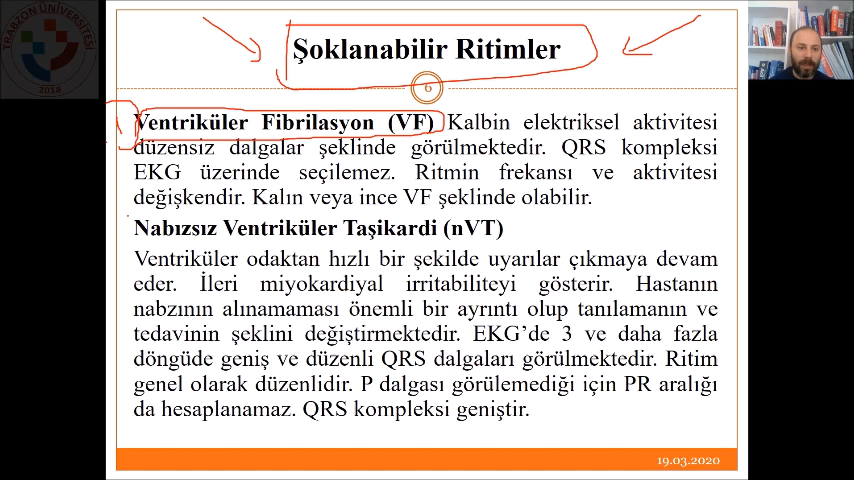 TRABZON ÜNİVERSİTESİ
2018
Şoklanabilir Ritimler
6
Ventriküler Fibrilasyon (VF) Kalbin elektriksel aktivitesi
düzensiz dalgalar şeklinde görülmektedir. QRS kompleksi
EKG üzerinde seçilemez. Ritmin frekansı ve aktivitesi
değişkendir. Kalın veya ince VF şeklinde olabilir.
Nabızsız Ventriküler Taşikardi (nVT)
Ventriküler odaktan hızlı bir şekilde uyarılar çıkmaya devam
eder. İleri miyokardiyal irritabiliteyi gösterir. Hastanın
nabzının alınamaması önemli bir ayrıntı olup tanılamanın ve
tedavinin şeklini değiştirmektedir. EKG’de 3 ve daha fazla
döngüde geniş ve düzenli QRS dalgaları görülmektedir. Ritim
genel olarak düzenlidir. P dalgası görülemediği için PR aralığı
da hesaplanamaz. QRS kompleksi geniştir.
19.03.2020